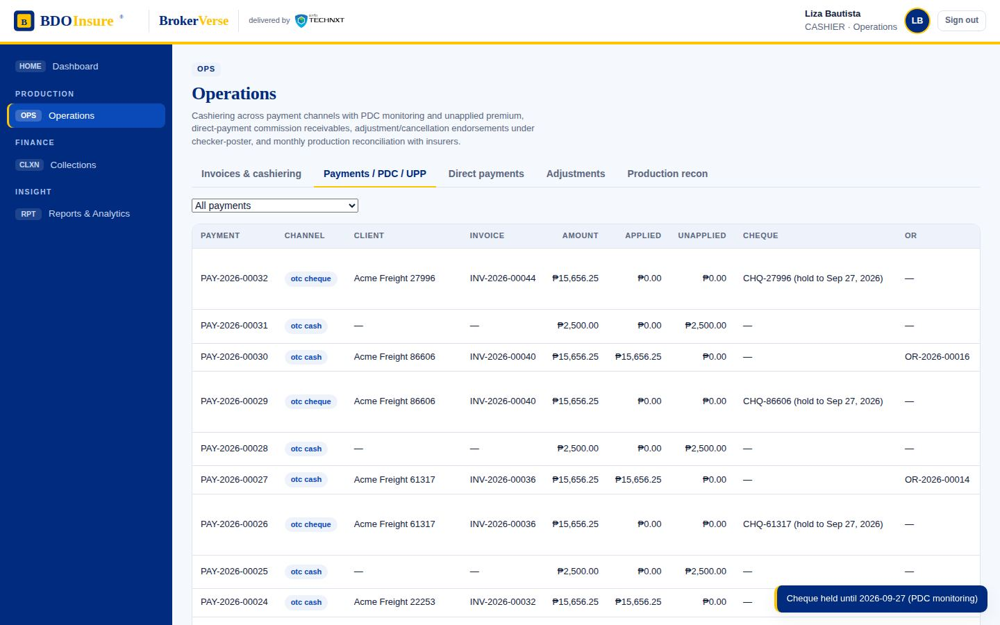 BDOInsure ®
BrokerVerse
delivered by
TECHNXT
Liza Bautista
CASHIER · Operations
LB
Sign out
HOME Dashboard
PRODUCTION
OPS Operations
FINANCE
CLXN Collections
INSIGHT
RPT Reports & Analytics
OPS
Operations
Cashiering across payment channels with PDC monitoring and unapplied premium,
direct-payment commission receivables, adjustment/cancellation endorsements under
checker-poster, and monthly production reconciliation with insurers.
Invoices & cashiering Payments / PDC / UPP Direct payments Adjustments Production recon
All payments
PAYMENT CHANNEL CLIENT INVOICE AMOUNT APPLIED UNAPPLIED CHEQUE OR
PAY-2026-00032 otc cheque Acme Freight 27996 INV-2026-00044 ₱15,656.25 ₱0.00 ₱0.00 CHQ-27996 (hold to Sep 27, 2026) —
PAY-2026-00031 otc cash — — ₱2,500.00 ₱0.00 ₱2,500.00 — —
PAY-2026-00030 otc cash Acme Freight 86606 INV-2026-00040 ₱15,656.25 ₱15,656.25 ₱0.00 — OR-2026-00016
PAY-2026-00029 otc cheque Acme Freight 86606 INV-2026-00040 ₱15,656.25 ₱0.00 ₱0.00 CHQ-86606 (hold to Sep 27, 2026) —
PAY-2026-00028 otc cash — — ₱2,500.00 ₱0.00 ₱2,500.00 — —
PAY-2026-00027 otc cash Acme Freight 61317 INV-2026-00036 ₱15,656.25 ₱15,656.25 ₱0.00 — OR-2026-00014
PAY-2026-00026 otc cheque Acme Freight 61317 INV-2026-00036 ₱15,656.25 ₱0.00 ₱0.00 CHQ-61317 (hold to Sep 27, 2026) —
PAY-2026-00025 otc cash — — ₱2,500.00 ₱0.00 ₱2,500.00 — —
PAY-2026-00024 otc cash Acme Freight 22253 INV-2026-00032 ₱15,656.25 ₱15,656.25 ₱0.00 —
Cheque held until 2026-09-27 (PDC monitoring)